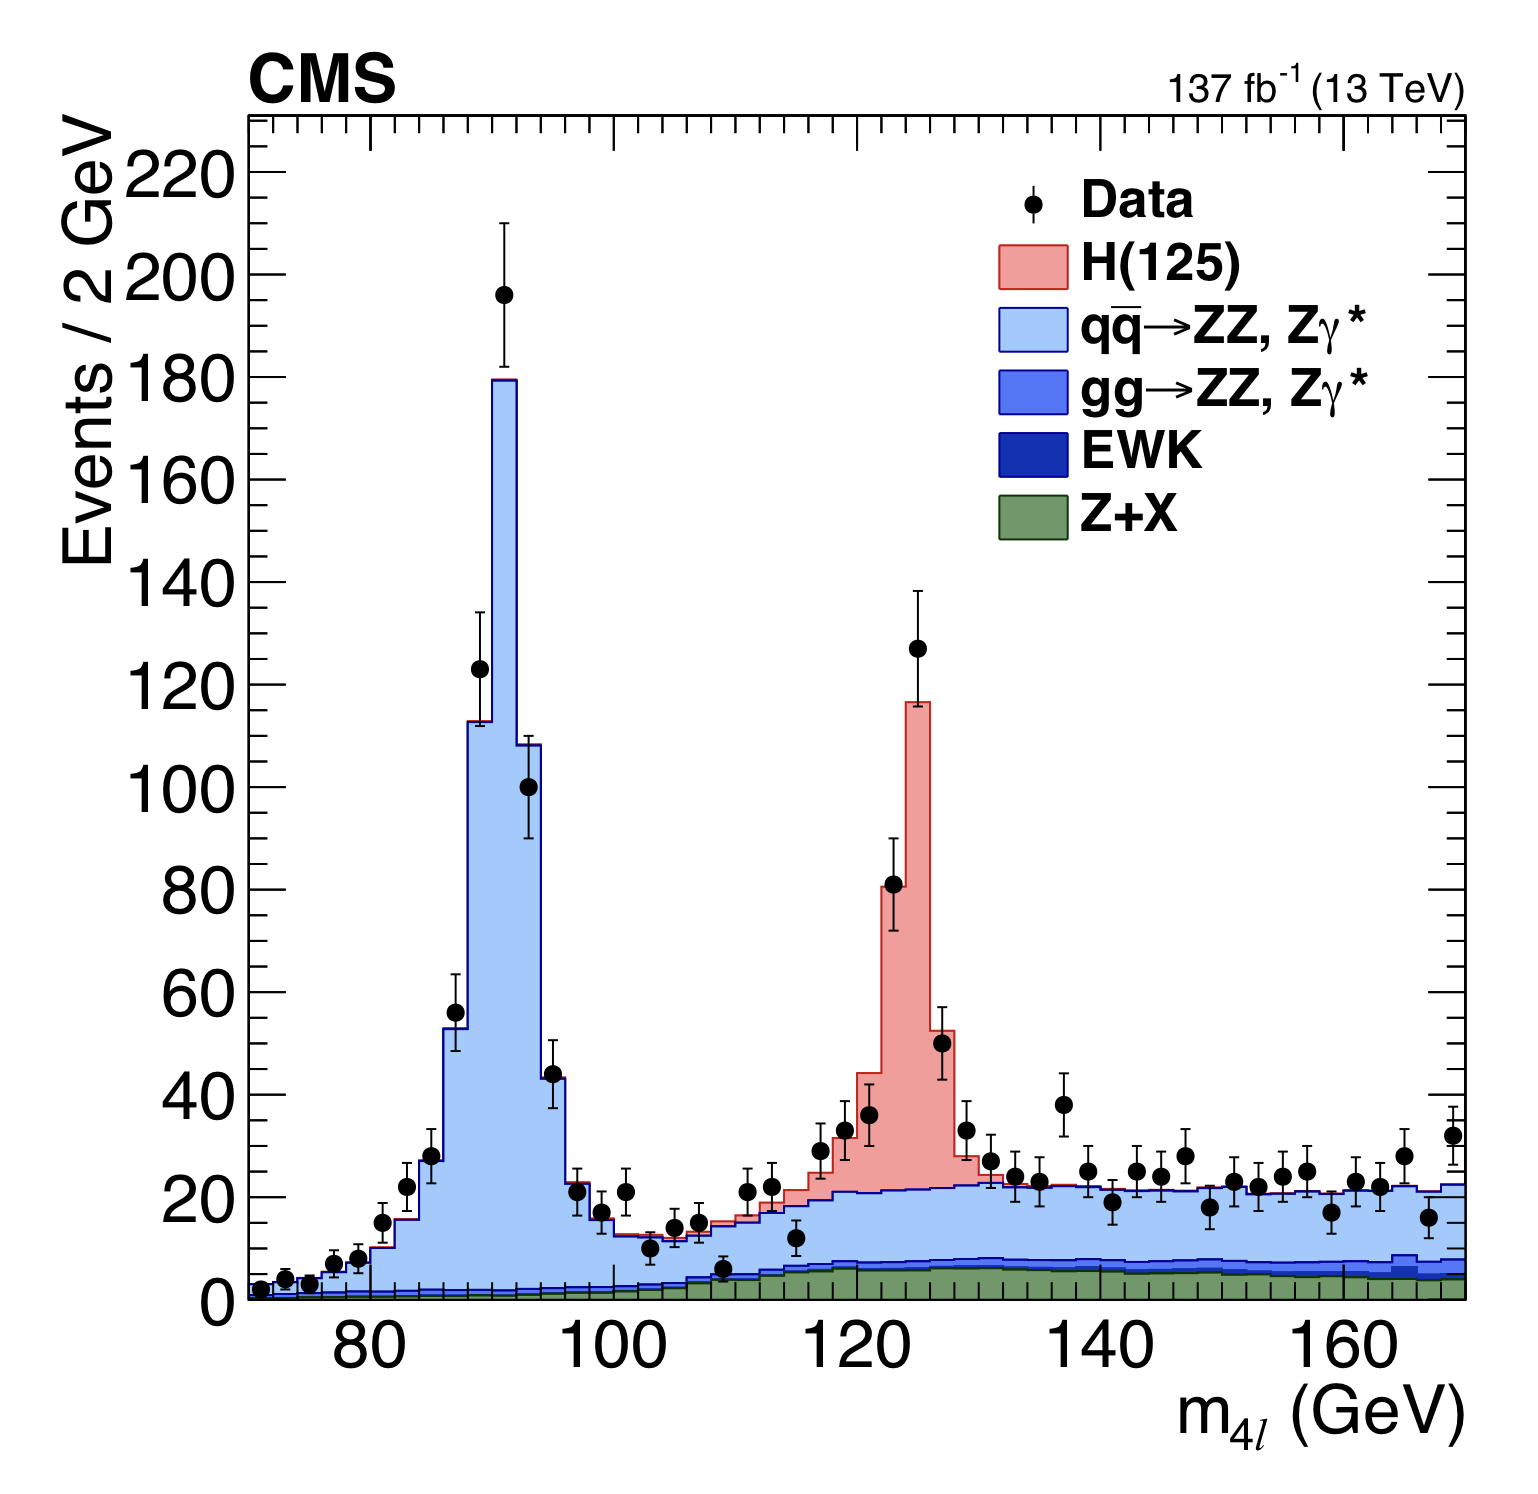 CMS
137 fb⁻¹ (13 TeV)
Events / 2 GeV
220
200
180
160
140
120
100
80
60
40
20
0
Data
H(125)
qq̅→ZZ, Zγ*
gg→ZZ, Zγ*
EWK
Z+X
80 100 120 140 160
m4l (GeV)